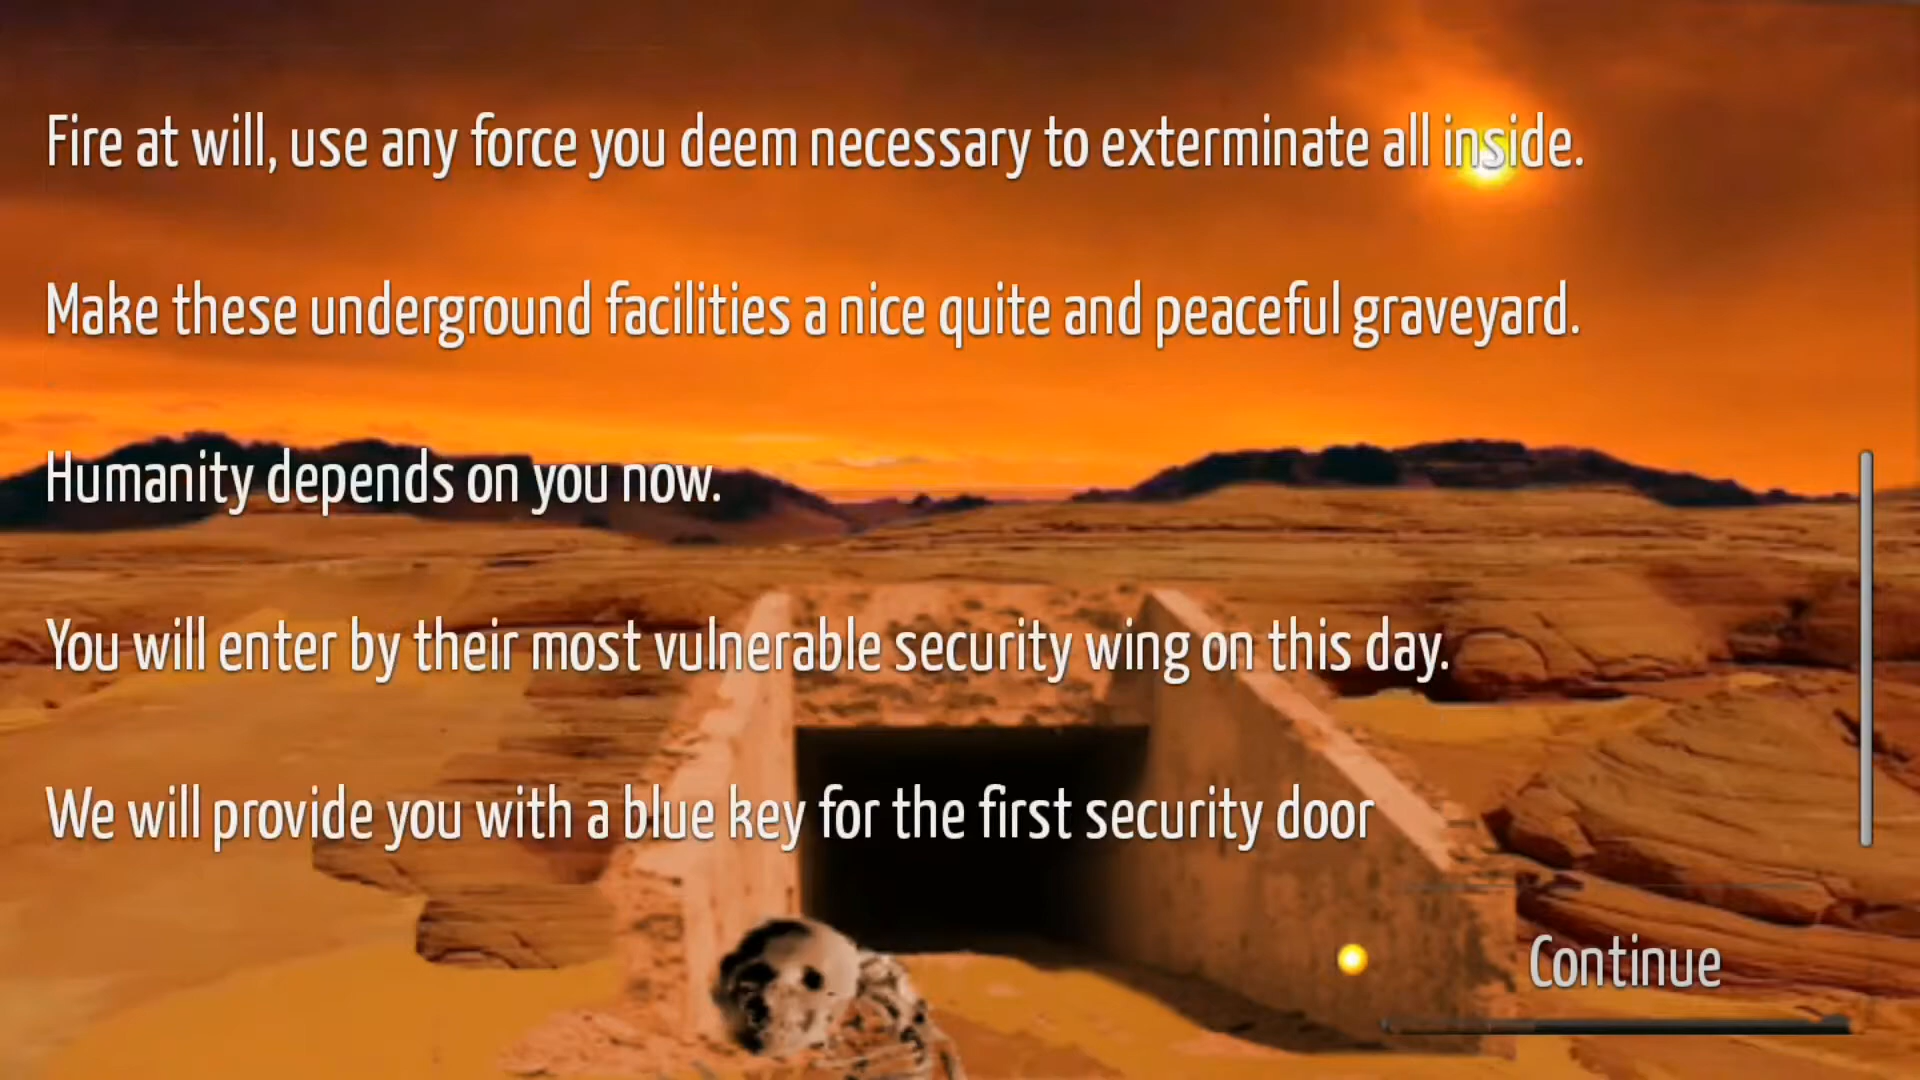 Fire at will, use any force you deem necessary to exterminate all inside.
Make these underground facilities a nice quite and peaceful graveyard.
Humanity depends on you now.
You will enter by their most vulnerable security wing on this day.
We will provide you with a blue key for the first security door
Continue